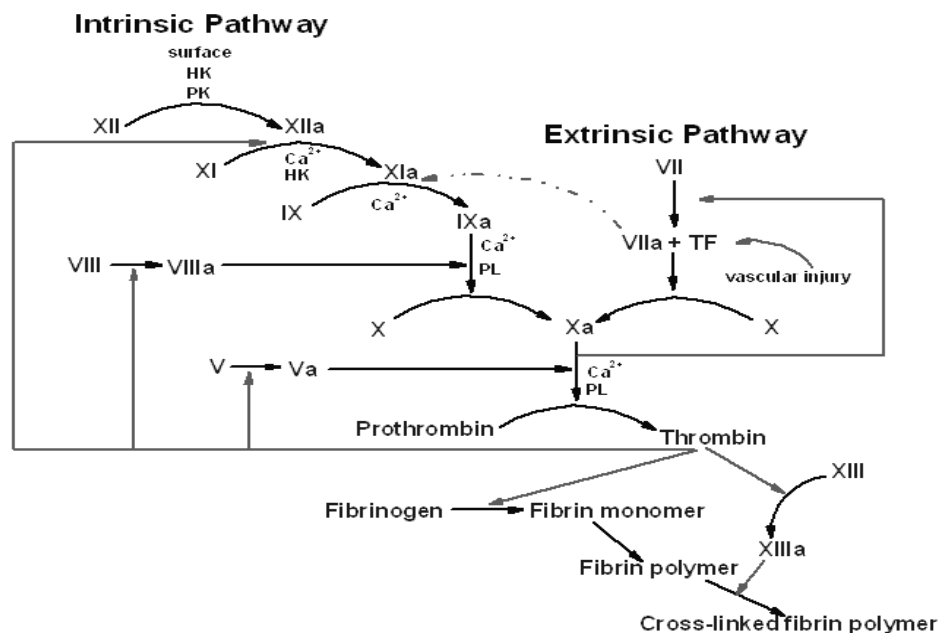 Intrinsic Pathway
surface
HK
PK
XII
XIIa
Extrinsic Pathway
XI
Ca2+
HK
XIa
VII
IX
Ca2+
IXa
Ca2+
PL
VIIa + TF
VIII
VIIIa
vascular injury
X
Xa
X
V
Va
Ca2+
PL
Prothrombin
Thrombin
XIII
Fibrinogen
Fibrin monomer
XIIIa
Fibrin polymer
Cross-linked fibrin polymer